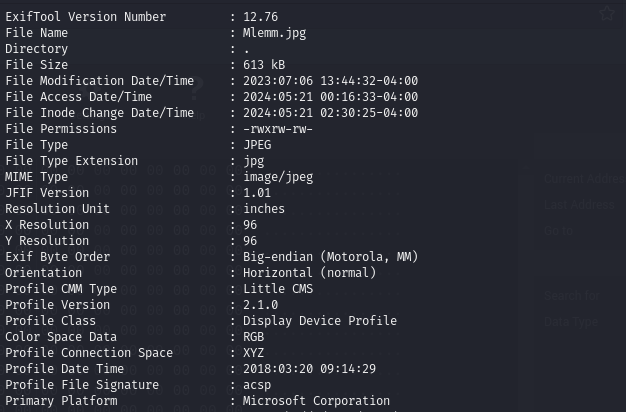 ExifTool Version Number : 12.76
File Name : Mlemm.jpg
Directory : .
File Size : 613 kB
File Modification Date/Time : 2023:07:06 13:44:32-04:00
File Access Date/Time : 2024:05:21 00:16:33-04:00
File Inode Change Date/Time : 2024:05:21 02:30:25-04:00
File Permissions : -rwxrw-rw-
File Type : JPEG
File Type Extension : jpg
MIME Type : image/jpeg
JFIF Version : 1.01
Resolution Unit : inches
X Resolution : 96
Y Resolution : 96
Exif Byte Order : Big-endian (Motorola, MM)
Orientation : Horizontal (normal)
Profile CMM Type : Little CMS
Profile Version : 2.1.0
Profile Class : Display Device Profile
Color Space Data : RGB
Profile Connection Space : XYZ
Profile Date Time : 2018:03:20 09:14:29
Profile File Signature : acsp
Primary Platform : Microsoft Corporation